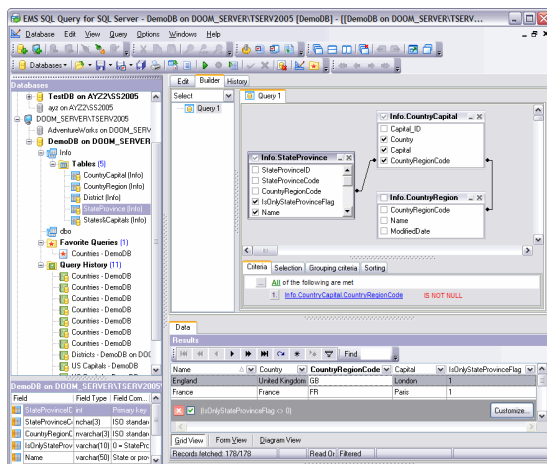 EMS SQL Query for SQL Server - DemoDB on DOOM_SERVER\TSERV2005 [DemoDB] - [[DemoDB on DOOM_SERVER\TSERV...
Database Edit View Query Options Windows Help
Databases
Databases
TestDB on AYZ2\SS2005
ayz on AYZ2\SS2005
DOOM_SERVER\TSERV2005
AdventureWorks on DOOM_SERV
DemoDB on DOOM_SERVER
Info
Tables (5)
CountryCapital (Info)
CountryRegion (Info)
District (Info)
StateProvince (Info)
States&Capitals (Info)
dbo
Favorite Queries (1)
Countries - DemoDB
Query History (11)
Countries - DemoDB
Countries - DemoDB
Countries - DemoDB
Countries - DemoDB
Countries - DemoDB
Countries - DemoDB
Districts - DemoDB on DOO
US Capitals - DemoDB
US Capitals - DemoDB
DemoDB on DOOM_SERVER\TSERV2005
Field Field Type Field Com...
StateProvinceID int Primary key
StateProvinceCo nchar(3) ISO standar
CountryRegionC nvarchar(3) ISO standar
IsOnlyStateProv varchar(10) 0 = StatePro
Name varchar(50) State or prov
Edit Builder History
Select
Query 1
Query 1
Info.CountryCapital
Capital_ID
Country
Capital
CountryRegionCode
Info.StateProvince
StateProvinceID
StateProvinceCode
CountryRegionCode
IsOnlyStateProvinceFlag
Name
Info.CountryRegion
CountryRegionCode
Name
ModifiedDate
Criteria Selection Grouping criteria Sorting
... All of the following are met
1. Info.CountryCapital.CountryRegionCode IS NOT NULL
Data
Results
Find
Name Country CountryRegionCode Capital IsOnlyStateProvinceFlag
England United Kingdom GB London 1
France France FR Paris 1
(IsOnlyStateProvinceFlag <> 0) Customize...
Grid View Form View Diagram View
Records fetched: 178/178 Read Or Filtered